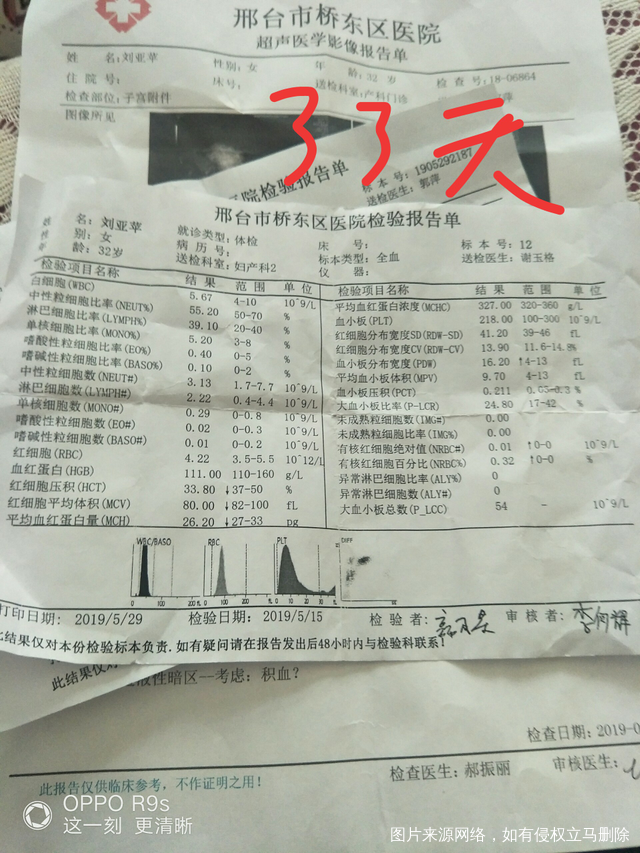 邢台市桥东区医院
超声医学影像报告单
姓 名:刘亚苹 性别:女 年 龄:32 岁 检 查 号:18-06864
住 院 号: 床号: 送检科室:产科门诊
检查部位:子宫附件
图像所见
33天
医院检验报告单
标 本 号:1905292187
送检医生:郭萍
邢台市桥东区医院检验报告单
名:刘亚苹 就诊类型:体检 床 号: 标 本 号:12
别:女 病 历 号: 标本类型:全血 送检医生:谢玉格
龄:32岁 送检科室:妇产科2 仪 器:
检验项目名称 结 果 范 围 单 位 检验项目名称 结 果 范 围 单 位
白细胞(WBC) 5.67 4-10 10^9/L 平均血红蛋白浓度(MCHC) 327.00 320-360 g/L
中性粒细胞比率(NEUT%) 55.20 50-70 % 血小板(PLT) 218.00 100-300 10^9/L
淋巴细胞比率(LYMPH%) 39.10 20-40 % 红细胞分布宽度SD(RDW-SD) 41.20 39-46 fL
单核细胞比率(MONO%) 5.20 3-8 % 红细胞分布宽度CV(RDW-CV) 13.90 11.6-14.8%
嗜酸性粒细胞比率(EO%) 0.40 0-5 % 血小板分布宽度(PDW) 16.20 ↑4-13 fL
嗜碱性粒细胞比率(BASO%) 0.10 0-2 % 平均血小板体积(MPV) 9.70 4-13 fL
中性粒细胞数(NEUT#) 3.13 1.7-7.7 10^9/L 血小板压积(PCT) 0.211 0.05-0.3 %
淋巴细胞数(LYMPH#) 2.22 0.4-4.4 10^9/L 大血小板比率(P-LCR) 24.80 17-42 %
单核细胞数(MONO#) 0.29 0-0.8 10^9/L 未成熟粒细胞数(IMG#) 0.00
嗜酸性粒细胞数(EO#) 0.02 0-0.3 10^9/L 未成熟粒细胞比率(IMG%) 0.00
嗜碱性粒细胞数(BASO#) 0.01 0-0.2 10^9/L 有核红细胞绝对值(NRBC#) 0.01 ↑0-0 10^9/L
红细胞(RBC) 4.22 3.5-5.5 10^12/L 有核红细胞百分比(NRBC%) 0.32 ↑0-0 %
血红蛋白(HGB) 111.00 110-160 g/L 异常淋巴细胞比率(ALY%) 0
红细胞压积(HCT) 33.80 ↓37-50 % 异常淋巴细胞数(ALY#) 0
红细胞平均体积(MCV) 80.00 ↓82-100 fL 大血小板总数(P_LCC) 54 - 10^9/L
平均血红蛋白量(MCH) 26.20 ↓27-33 pg
WBC/BASO RBC PLT DIFF
打印日期: 2019/5/29 检验日期: 2019/5/15 检 验 者: 审 核 者:
此结果仅对本份检验标本负责.如有疑问请在报告发出后48小时内与检验科联系!
此结果仅对
液性暗区--考虑:积血?
检查日期:2019-0
检查医生:郝振丽 审核医生:
此报告仅供临床参考,不作证明之用!
OPPO R9s
这一刻 更清晰
图片来源网络,如有侵权立马删除